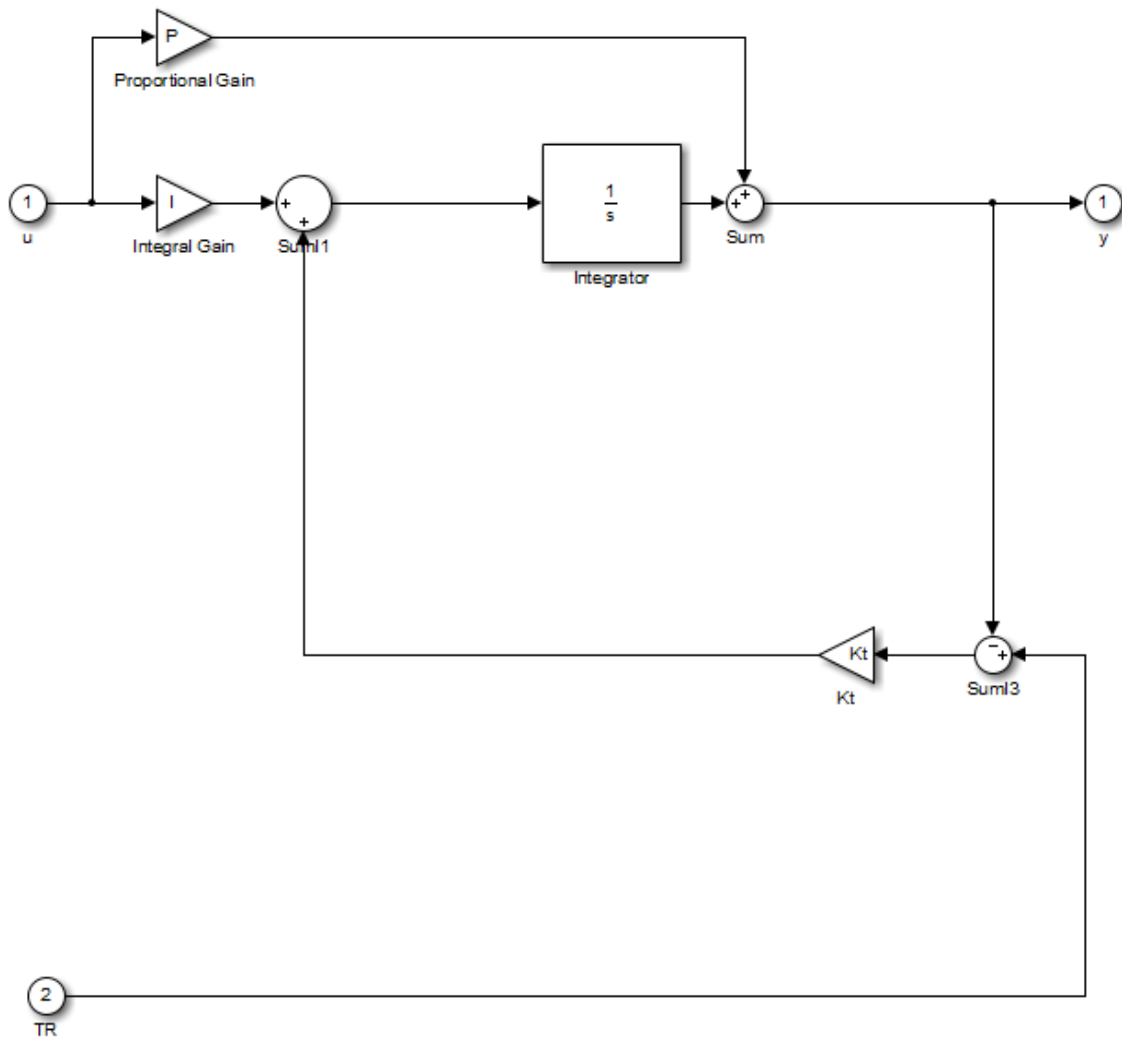 P
Proportional Gain
1
u
I
Integral Gain
+
+
SumI1
1
s
Integrator
+
+
Sum
1
y
Kt
Kt
−
+
SumI3
2
TR